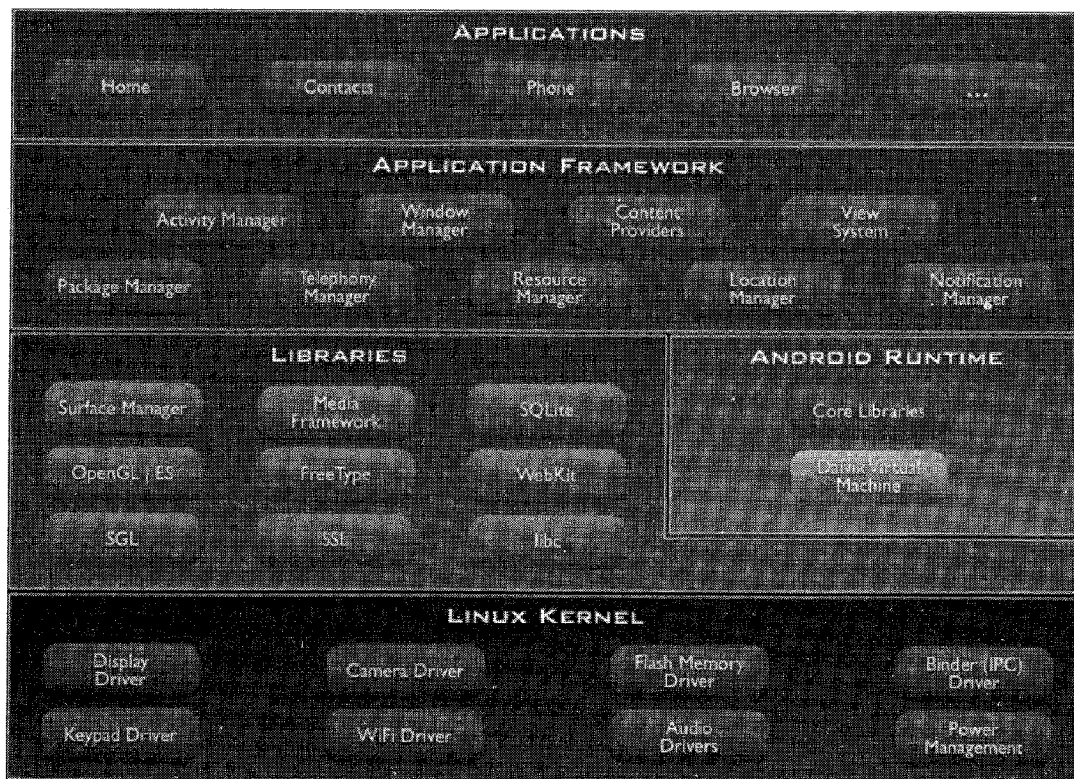 APPLICATIONS
Home
Contacts
Phone
Browser
...
APPLICATION FRAMEWORK
Activity Manager
Window
Manager
Content
Providers
View
System
Package Manager
Telephony
Manager
Resource
Manager
Location
Manager
Notification
Manager
LIBRARIES
Surface Manager
Media
Framework
SQLite
OpenGL | ES
FreeType
WebKit
SGL
SSL
libc
ANDROID RUNTIME
Core Libraries
Dalvik Virtual
Machine
LINUX KERNEL
Display
Driver
Camera Driver
Flash Memory
Driver
Binder (IPC)
Driver
Keypad Driver
WiFi Driver
Audio
Drivers
Power
Management